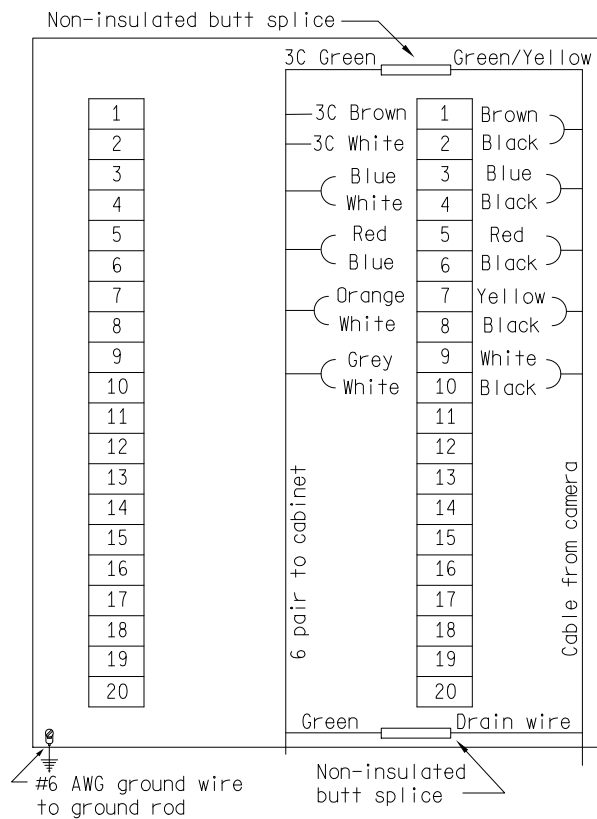 Non-insulated butt splice
3C Green Green/Yellow
1 3C Brown 1 Brown
2 3C White 2 Black
3 Blue 3 Blue
4 White 4 Black
5 Red 5 Red
6 Blue 6 Black
7 Orange 7 Yellow
8 White 8 Black
9 Grey 9 White
10 White 10 Black
11 11
12 12
13 13
14 14
15 15
16 16
17 17
18 18
19 19
20 20
6 pair to cabinet
Cable from camera
Green Drain wire
#6 AWG ground wire
to ground rod
Non-insulated
butt splice